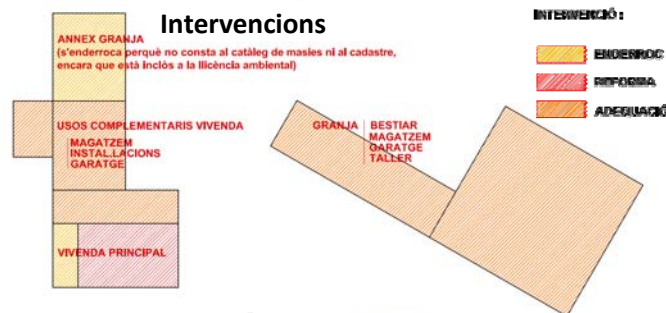 Intervencions
INTERVENCIÓ :
ENDERROC
REFORMA
ADEQUACIÓ
ANNEX GRANJA
(s'enderroca perquè no consta al catàleg de masies ni al cadastre,
encara que està inclòs a la llicència ambiental)
USOS COMPLEMENTARIS VIVENDA
MAGATZEM
INSTAL.LACIONS
GARATGE
GRANJA
BESTIAR
MAGATZEM
GARATGE
TALLER
VIVENDA PRINCIPAL